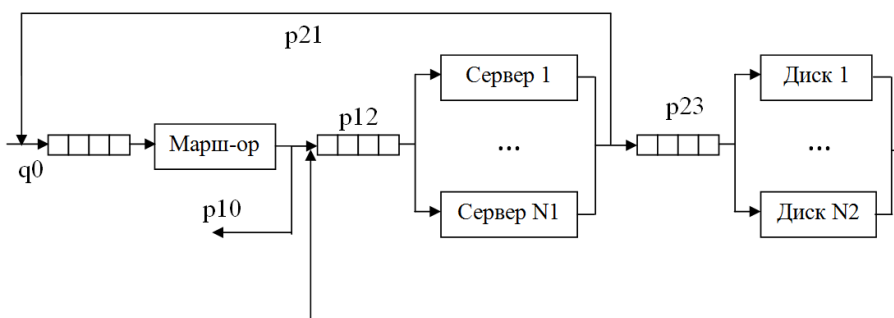 p21
Сервер 1
Диск 1
p12
p23
Марш-ор
...
...
q0
p10
Сервер N1
Диск N2